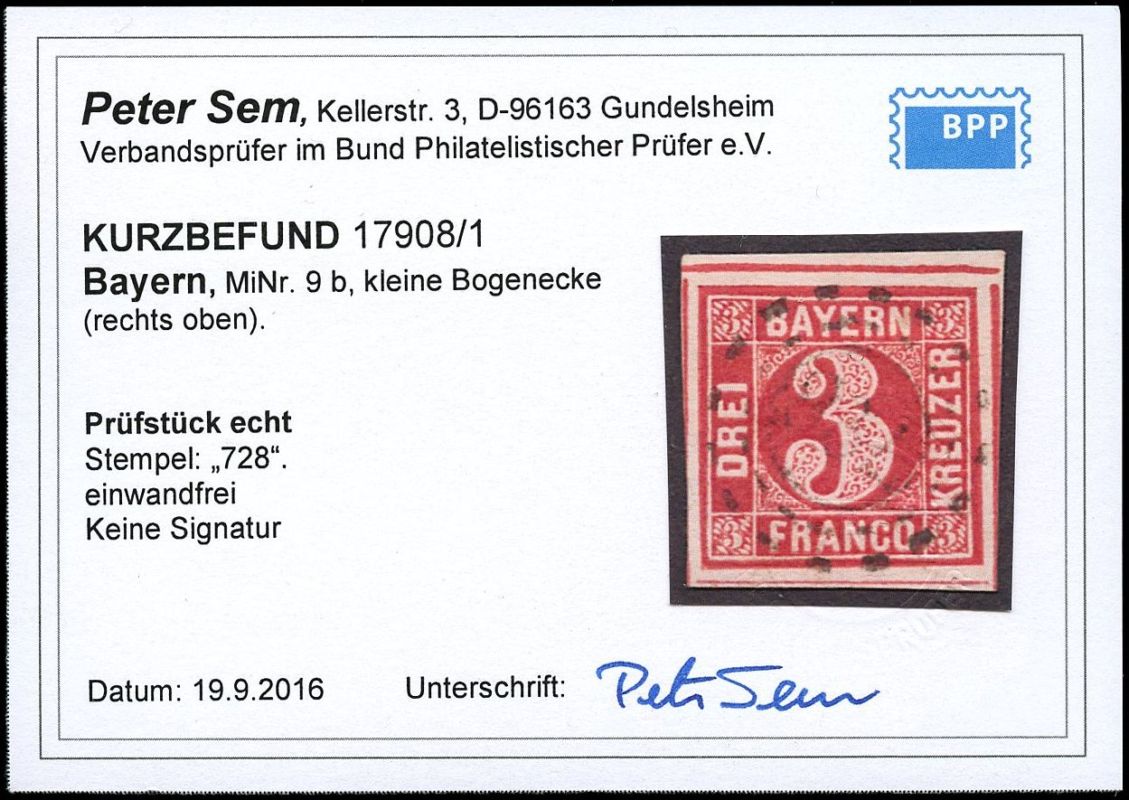 Peter Sem, Kellerstr. 3, D-96163 Gundelsheim
Verbandsprüfer im Bund Philatelistischer Prüfer e.V.
BPP
KURZBEFUND 17908/1
Bayern, MiNr. 9 b, kleine Bogenecke
(rechts oben).
Prüfstück echt
Stempel: „728“.
einwandfrei
Keine Signatur
3 BAYERN 3
DREI
3
KREUZER
3 FRANCO 3
Datum: 19.9.2016
Unterschrift: Peter Sem